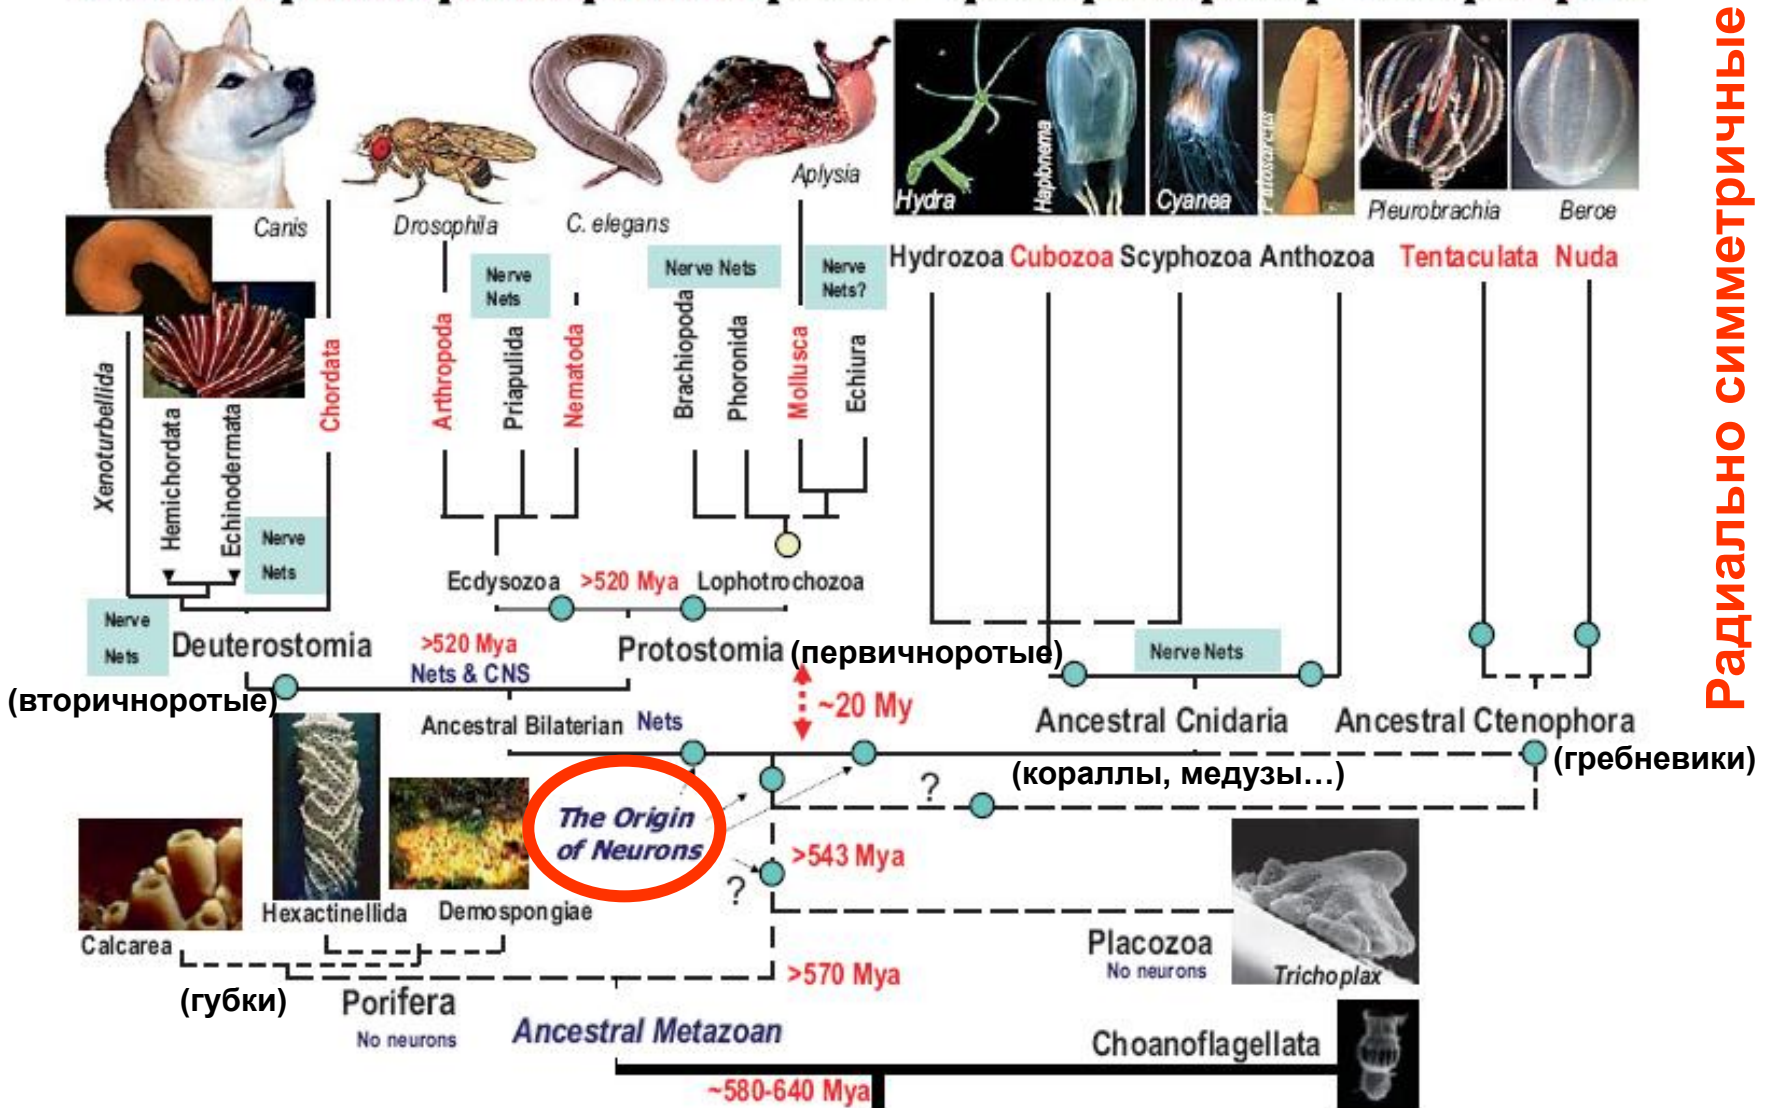 Радиально симметричные
Canis
Drosophila
C. elegans
Aplysia
Hydra
Haplonema
Cyanea
Pleurobrachia
Beroe
Hydrozoa Cubozoa Scyphozoa Anthozoa Tentaculata Nuda
Nerve
Nets
Nerve Nets
Nerve
Nets?
Xenoturbellida
Hemichordata
Echinodermata
Chordata
Arthropoda
Priapulida
Nematoda
Brachiopoda
Phoronida
Mollusca
Echiura
Nerve
Nets
Nerve
Nets
Ecdysozoa >520 Mya Lophotrochozoa
Deuterostomia
(вторичноротые)
>520 Mya
Nets & CNS
Protostomia (первичноротые)
Nerve Nets
~20 My
Ancestral Bilaterian Nets
Ancestral Cnidaria
Ancestral Ctenophora
(кораллы, медузы...)
(гребневики)
The Origin
of Neurons
?
>543 Mya
?
Calcarea
Hexactinellida
Demospongiae
Placozoa
No neurons
Trichoplax
>570 Mya
(губки)
Porifera
No neurons
Ancestral Metazoan
Choanoflagellata
~580-640 Mya